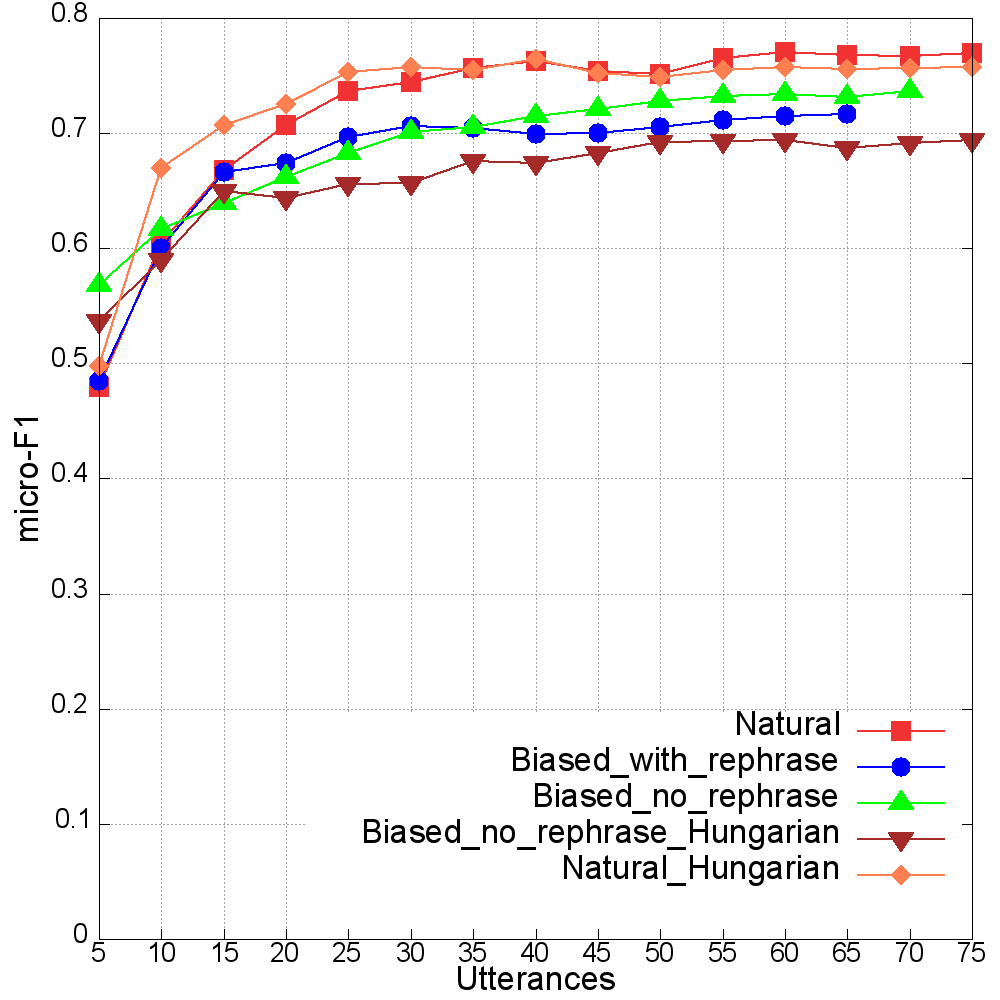 0.8
0.7
0.6
0.5
0.4
0.3
0.2
0.1
0
micro-F1
Natural
Biased_with_rephrase
Biased_no_rephrase
Biased_no_rephrase_Hungarian
Natural_Hungarian
5 10 15 20 25 30 35 40 45 50 55 60 65 70 75
Utterances